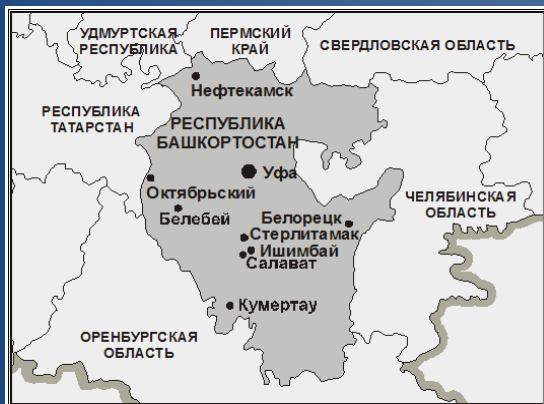 УДМУРТСКАЯ
РЕСПУБЛИКА
ПЕРМСКИЙ
КРАЙ
СВЕРДЛОВСКАЯ ОБЛАСТЬ
Нефтекамск
РЕСПУБЛИКА
ТАТАРСТАН
РЕСПУБЛИКА
БАШКОРТОСТАН
Уфа
Октябрьский
Белебей
Белорецк
ЧЕЛЯБИНСКАЯ
ОБЛАСТЬ
Стерлитамак
Ишимбай
Салават
Кумертау
ОРЕНБУРГСКАЯ
ОБЛАСТЬ